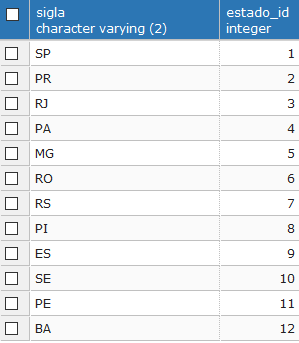 sigla estado_id
character varying (2) integer
SP 1
PR 2
RJ 3
PA 4
MG 5
RO 6
RS 7
PI 8
ES 9
SE 10
PE 11
BA 12